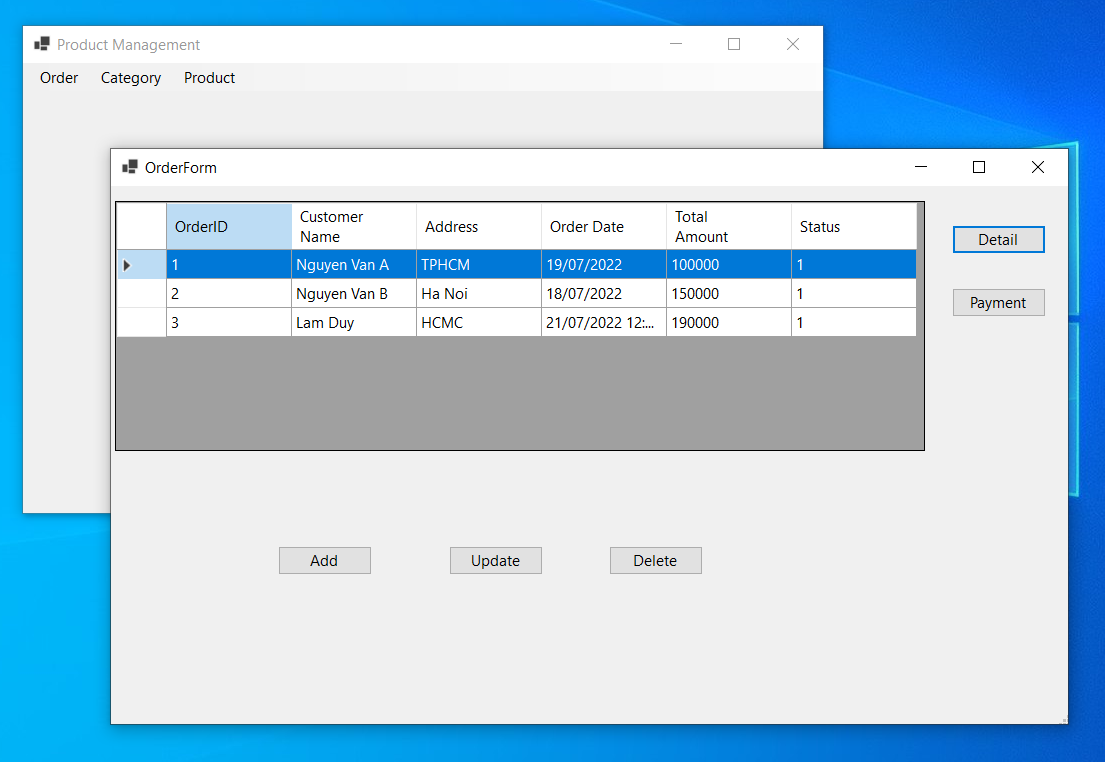 Product Management
Order Category Product
OrderForm
OrderID Customer Name Address Order Date Total Amount Status
1 Nguyen Van A TPHCM 19/07/2022 100000 1
2 Nguyen Van B Ha Noi 18/07/2022 150000 1
3 Lam Duy HCMC 21/07/2022 12:... 190000 1
Detail
Payment
Add Update Delete